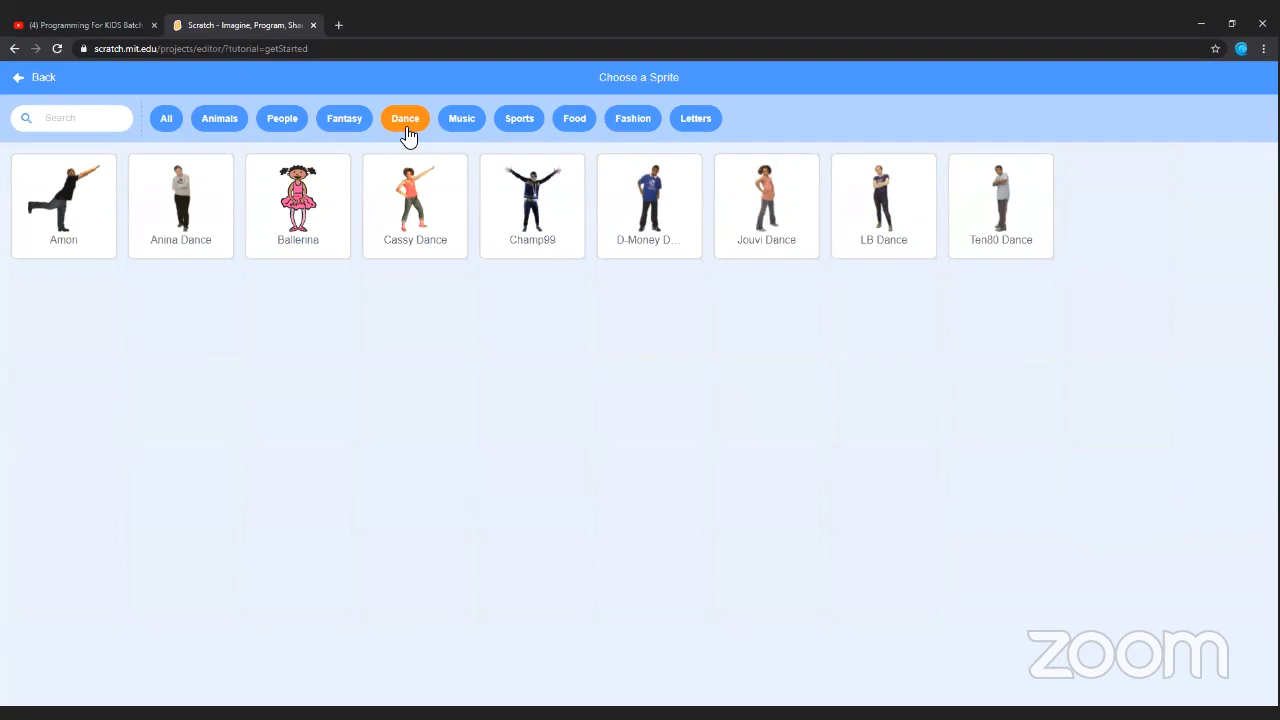 (4) Programming For KIDS Batch
Scratch - Imagine, Program, Sha
scratch.mit.edu/projects/editor/?tutorial=getStarted
Back
Choose a Sprite
Search
All
Animals
People
Fantasy
Dance
Music
Sports
Food
Fashion
Letters
Amon
Anina Dance
Ballerina
Cassy Dance
Champ99
D-Money D...
Jouvi Dance
LB Dance
Ten80 Dance
zoom